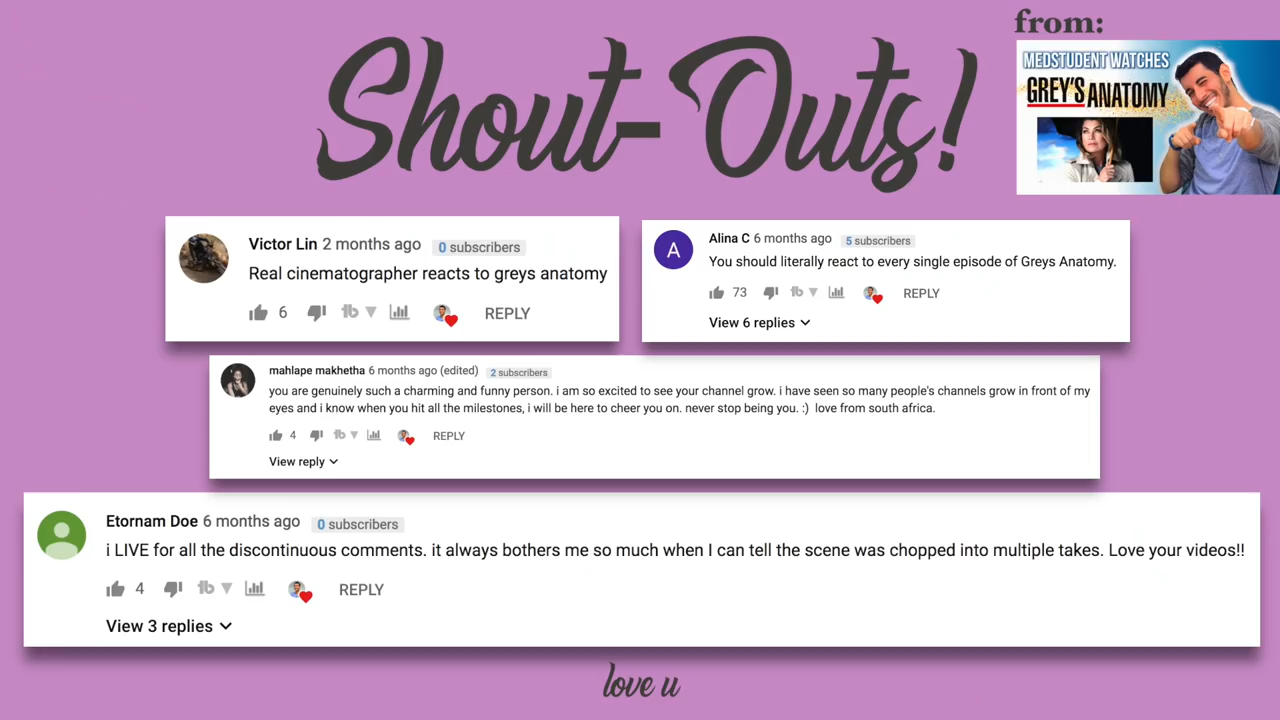 from:
Shout-Outs!
MEDSTUDENT WATCHES
GREY'S ANATOMY
Victor Lin 2 months ago 0 subscribers
Real cinematographer reacts to greys anatomy
6 REPLY
A
Alina C 6 months ago 5 subscribers
You should literally react to every single episode of Greys Anatomy.
73 REPLY
View 6 replies
mahlape makhetha 6 months ago (edited) 2 subscribers
you are genuinely such a charming and funny person. i am so excited to see your channel grow. i have seen so many people's channels grow in front of my
eyes and i know when you hit all the milestones, i will be here to cheer you on. never stop being you. :) love from south africa.
4 REPLY
View reply
Etornam Doe 6 months ago 0 subscribers
i LIVE for all the discontinuous comments. it always bothers me so much when I can tell the scene was chopped into multiple takes. Love your videos!!
4 REPLY
View 3 replies
love u